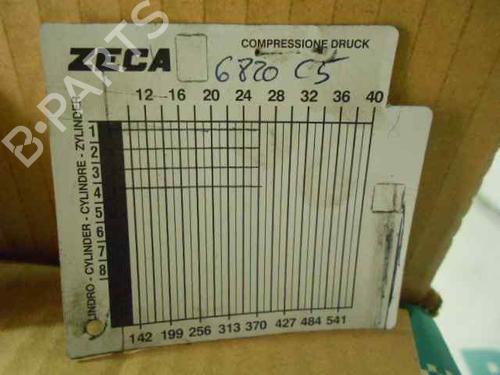 ZECA
COMPRESSIONE DRUCK
6820 C5
12 16 20 24 28 32 36 40
LINDRO - CYLINDER - CYLINDRE - ZYLINDER
1
2
3
4
5
6
7
8
142 199 256 313 370 427 484 541
B-PARTS